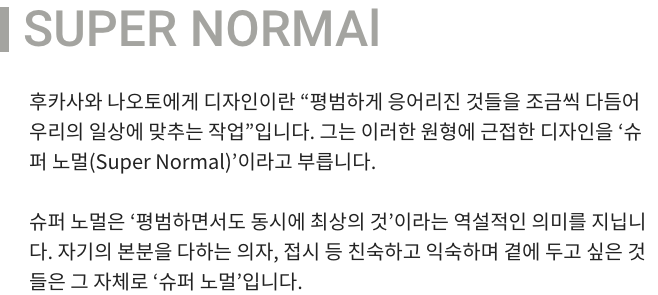 SUPER NORMAl
후카사와 나오토에게 디자인이란 “평범하게 응어리진 것들을 조금씩 다듬어
우리의 일상에 맞추는 작업”입니다. 그는 이러한 원형에 근접한 디자인을 ‘슈
퍼 노멀(Super Normal)’이라고 부릅니다.
슈퍼 노멀은 ‘평범하면서도 동시에 최상의 것’이라는 역설적인 의미를 지닙니
다. 자기의 본분을 다하는 의자, 접시 등 친숙하고 익숙하며 곁에 두고 싶은 것
들은 그 자체로 ‘슈퍼 노멀’입니다.